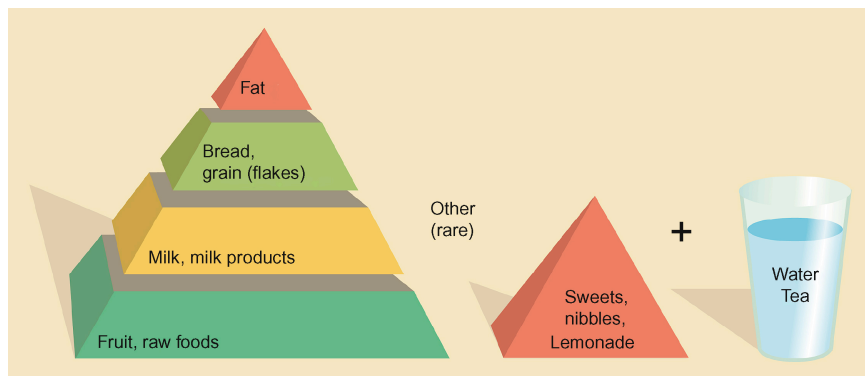 Fat
Bread,
grain (flakes)
Milk, milk products
Fruit, raw foods
Other
(rare)
Sweets,
nibbles,
Lemonade
+
Water
Tea